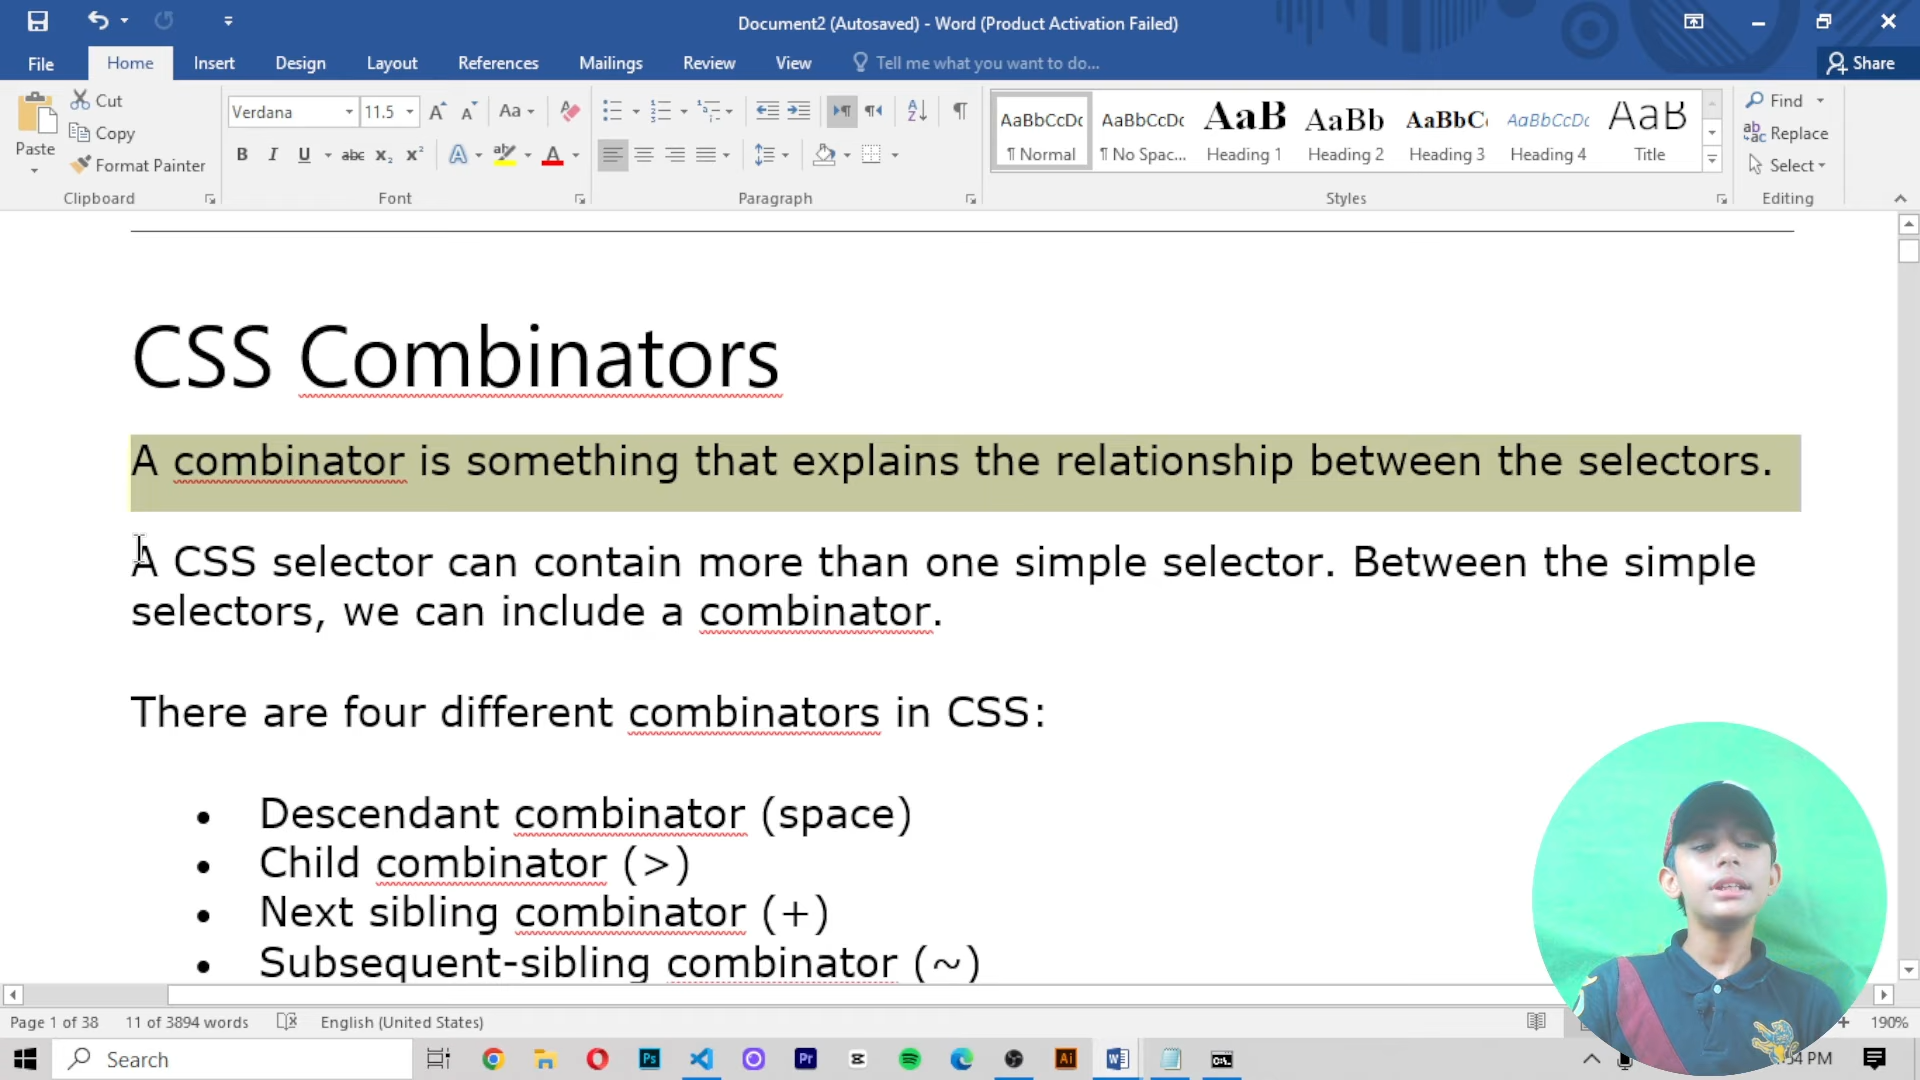 Document2 (Autosaved) - Word (Product Activation Failed)
File Home Insert Design Layout References Mailings Review View Tell me what you want to do... Share
Paste
Cut
Copy
Format Painter
Clipboard
Verdana 11.5
Font
Paragraph
AaBbCcDc ¶ Normal
AaBbCcDc ¶ No Spac...
AaB Heading 1
AaBb Heading 2
AaBbC Heading 3
AaBbCcDc Heading 4
AaB Title
Styles
Find
Replace
Select
Editing
CSS Combinators
A combinator is something that explains the relationship between the selectors.
A CSS selector can contain more than one simple selector. Between the simple
selectors, we can include a combinator.
There are four different combinators in CSS:
• Descendant combinator (space)
• Child combinator (>)
• Next sibling combinator (+)
• Subsequent-sibling combinator (~)
Page 1 of 38 11 of 3894 words English (United States) 190%
Search